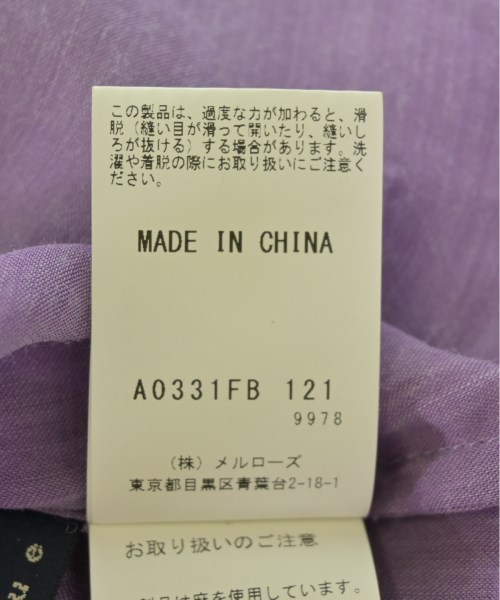 この製品は、過度な力が加わると、滑
脱（縫い目が滑って開いたり、縫いし
ろが抜ける）する場合があります。洗
濯や着脱の際にお取り扱いにご注意く
ださい。
MADE IN CHINA
A0331FB 121
9978
（株）メルローズ
東京都目黒区青葉台2-18-1
お取り扱いのご注意
製品は麻を使用しています。